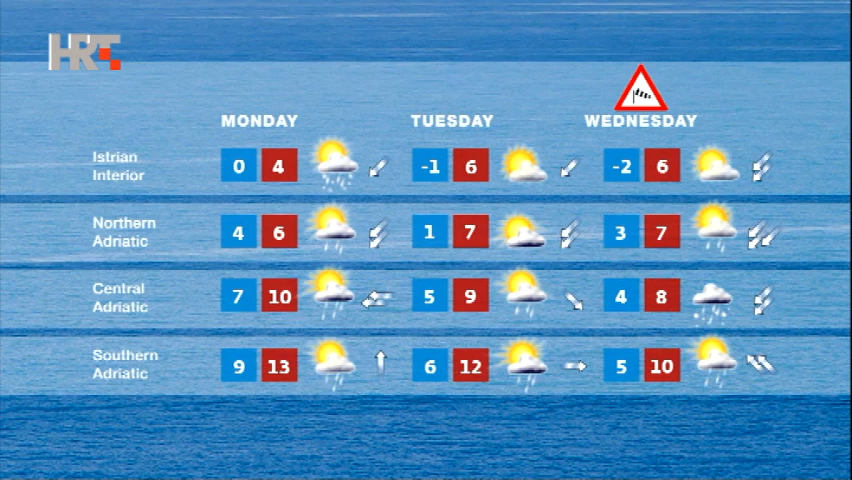 HRT
MONDAY TUESDAY WEDNESDAY
Istrian
Interior
0 4 -1 6 -2 6
Northern
Adriatic
4 6 1 7 3 7
Central
Adriatic
7 10 5 9 4 8
Southern
Adriatic
9 13 6 12 5 10